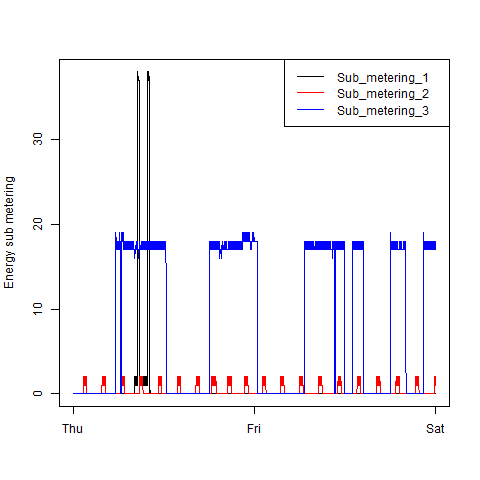 Sub_metering_1
Sub_metering_2
Sub_metering_3
Energy sub metering
30
20
10
0
Thu
Fri
Sat